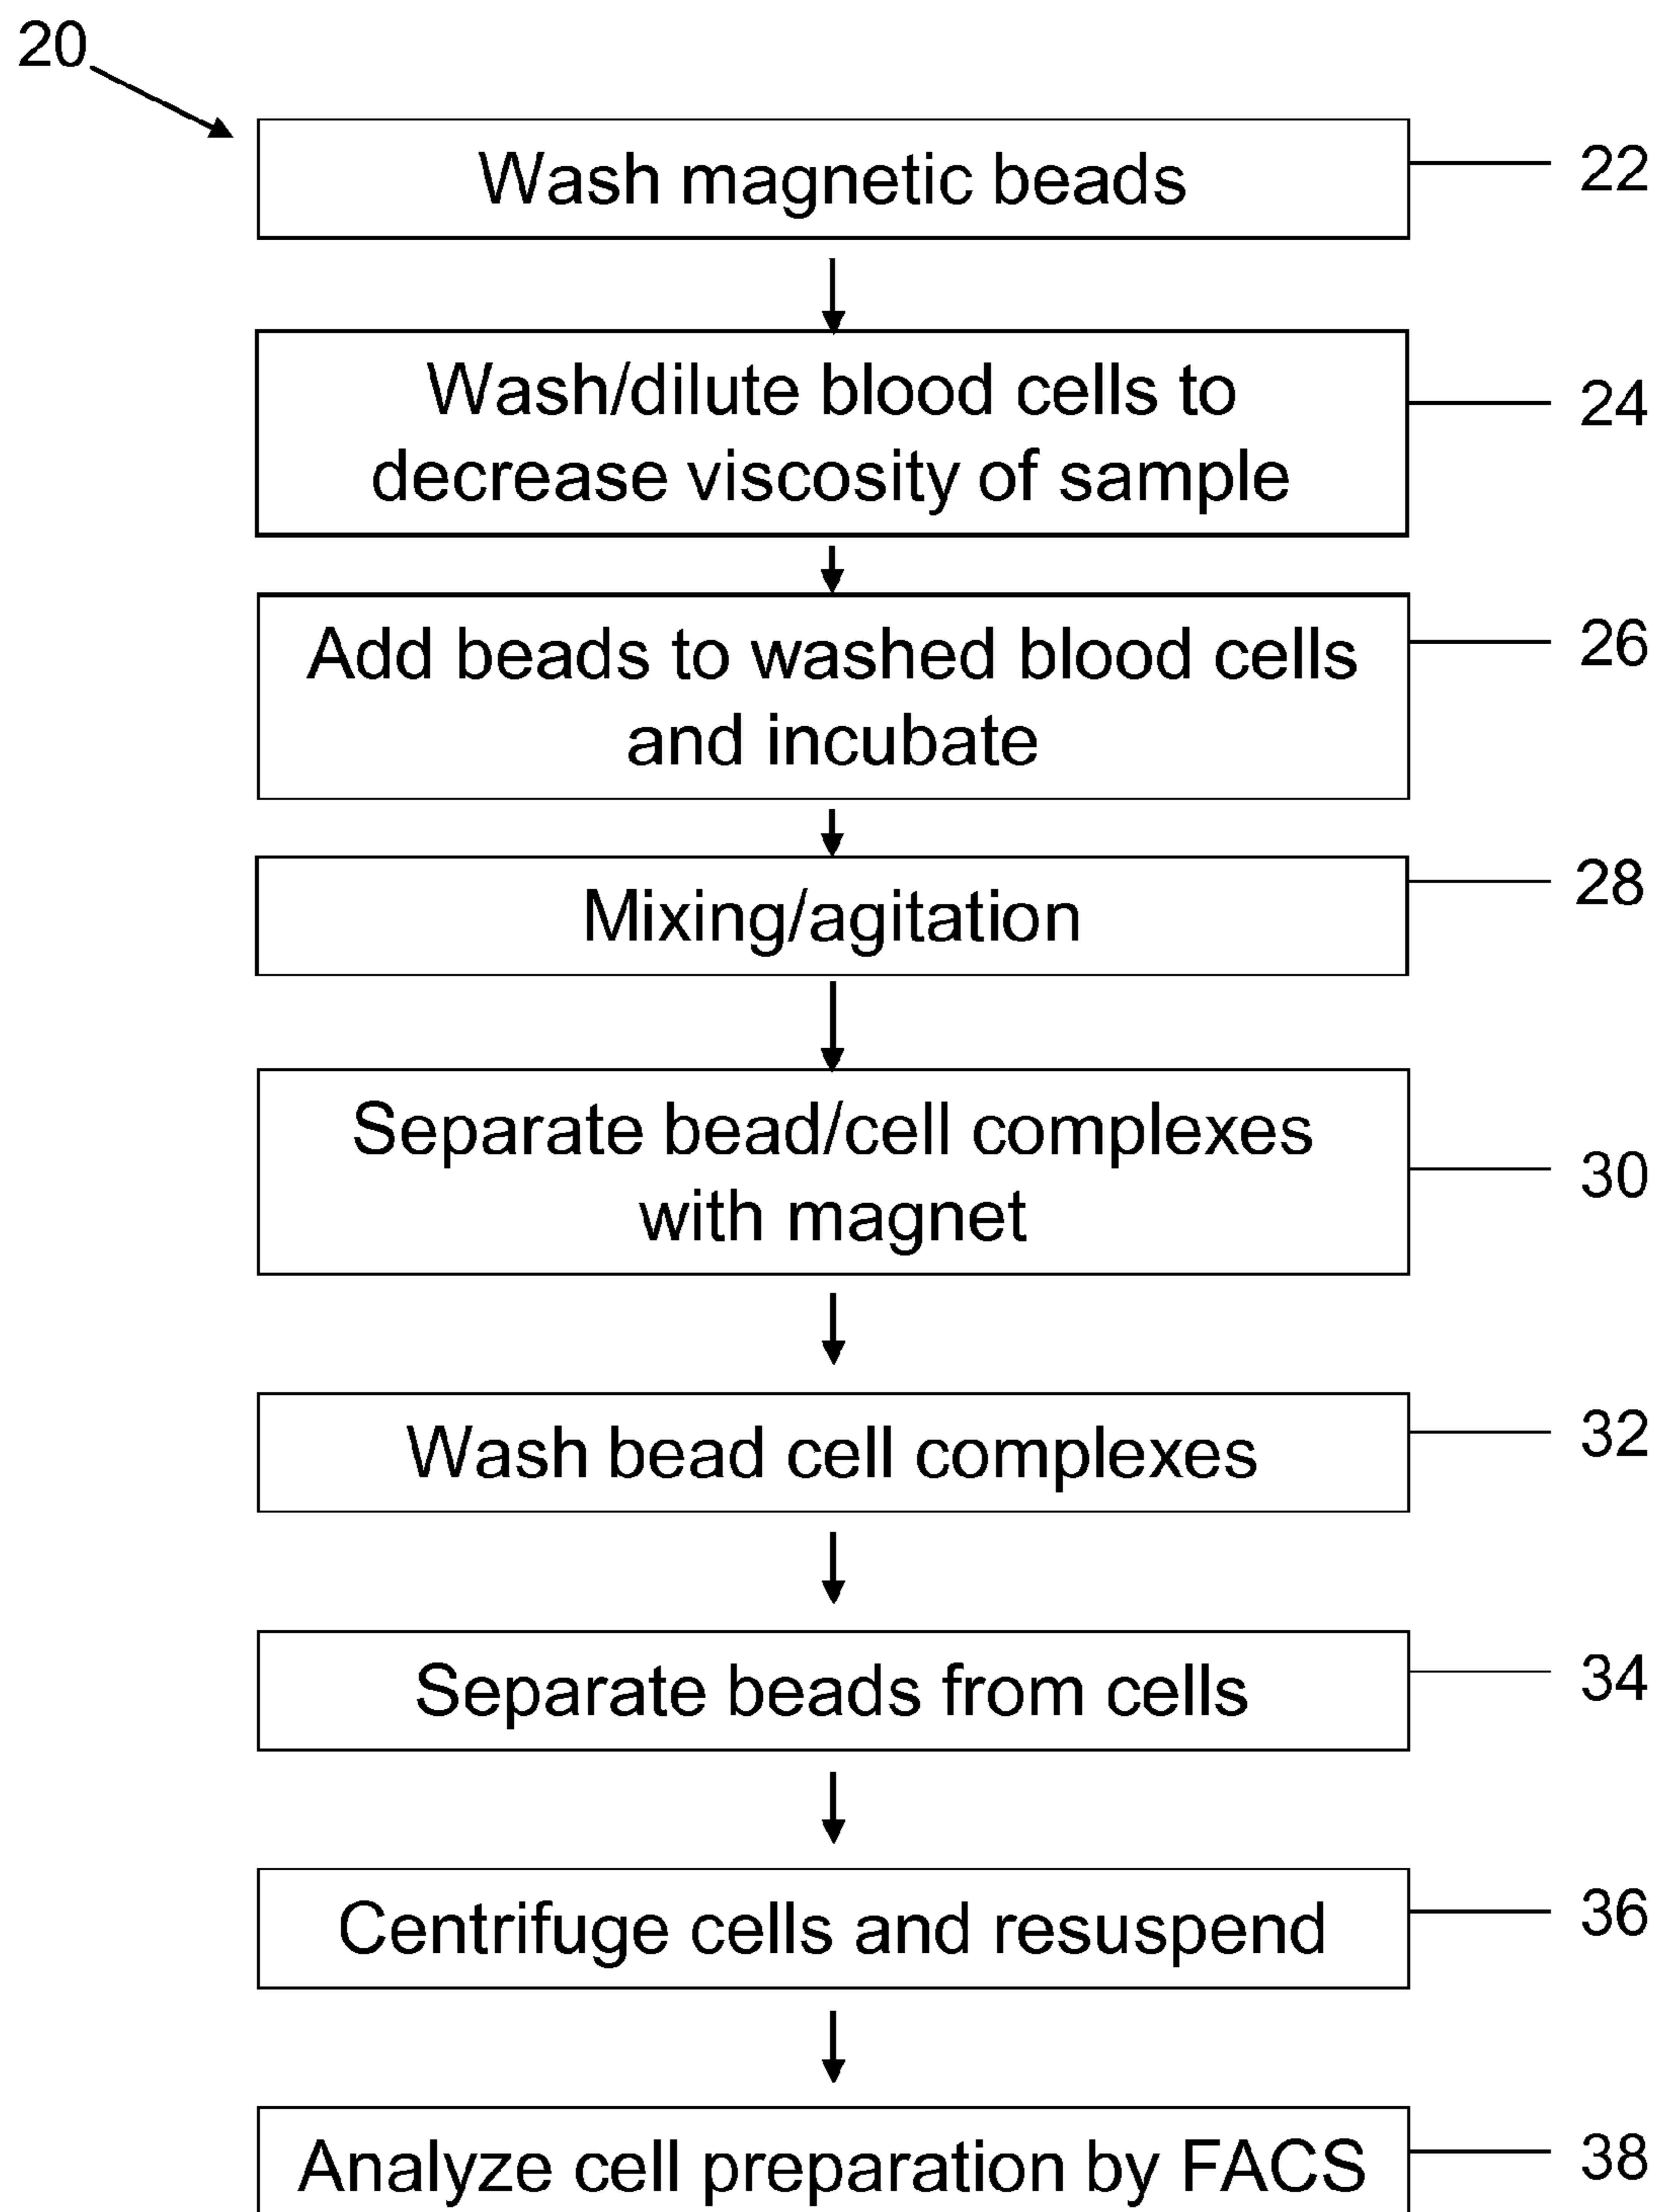 20
Wash magnetic beads
22
Wash/dilute blood cells to
decrease viscosity of sample
24
Add beads to washed blood cells
and incubate
26
Mixing/agitation
28
Separate bead/cell complexes
with magnet
30
Wash bead cell complexes
32
Separate beads from cells
34
Centrifuge cells and resuspend
36
Analyze cell preparation by FACS
38